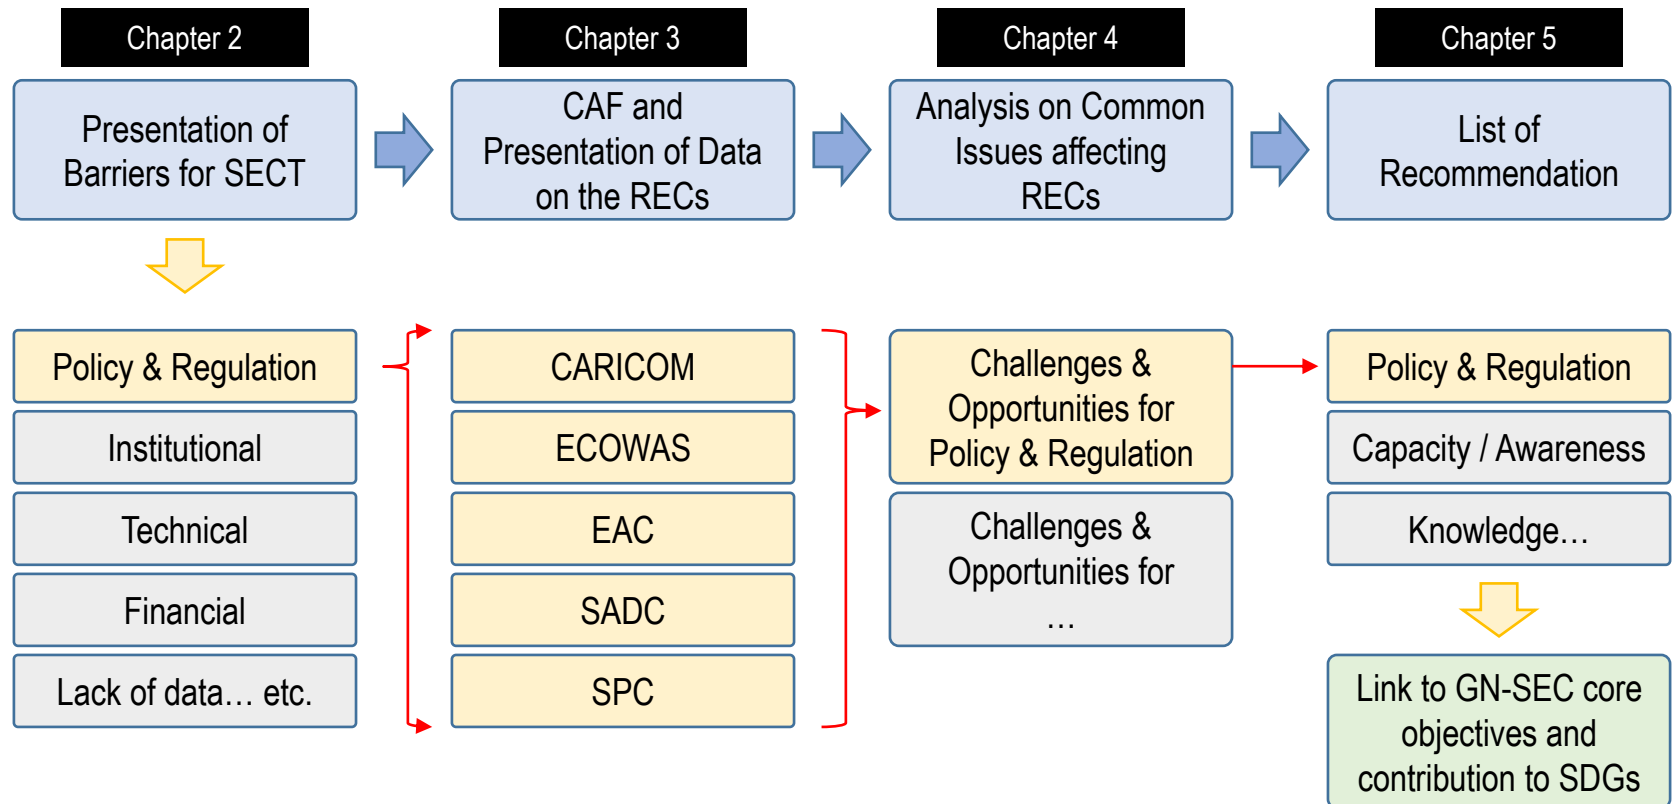 Chapter 2
Chapter 3
Chapter 4
Chapter 5
Presentation of
Barriers for SECT
CAF and
Presentation of Data
on the RECs
Analysis on Common
Issues affecting
RECs
List of
Recommendation
Policy & Regulation
Institutional
Technical
Financial
Lack of data… etc.
CARICOM
ECOWAS
EAC
SADC
SPC
Challenges &
Opportunities for
Policy & Regulation
Challenges &
Opportunities for
…
Policy & Regulation
Capacity / Awareness
Knowledge…
Link to GN-SEC core
objectives and
contribution to SDGs